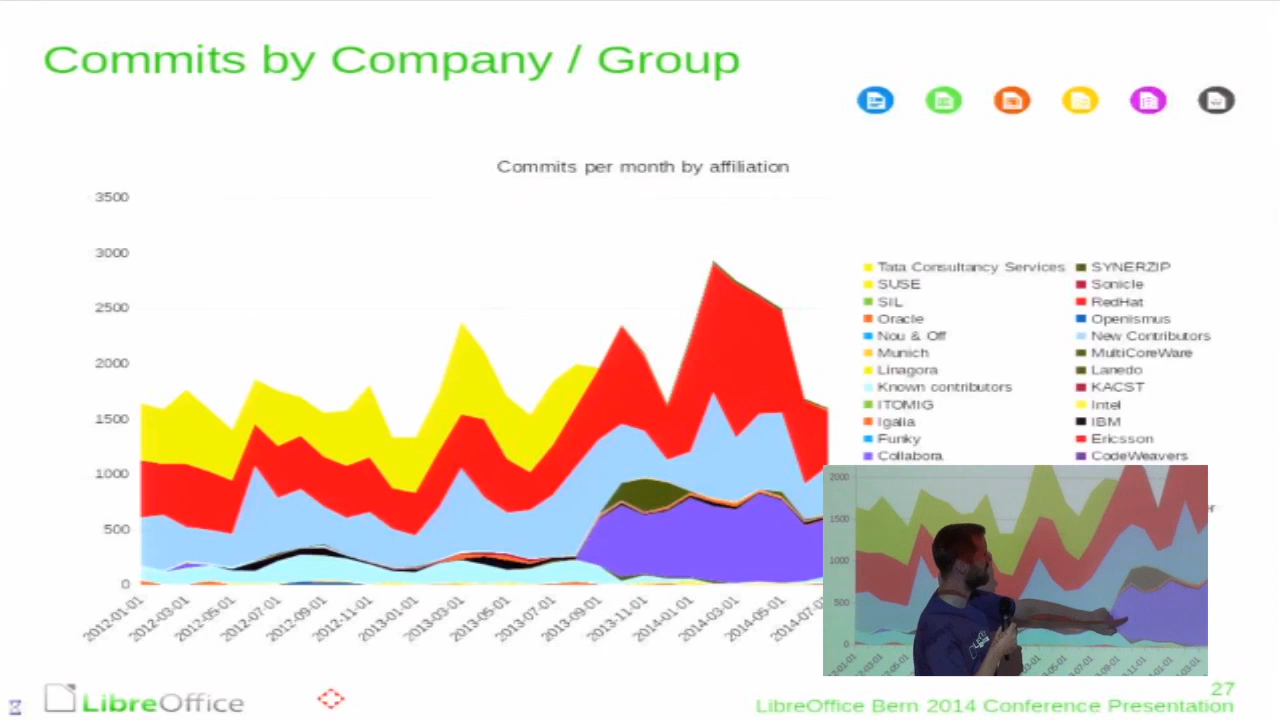 Commits by Company / Group
Commits per month by affiliation
3500
3000
2500
2000
1500
1000
500
0
2012-01-01
2012-03-01
2012-05-01
2012-07-01
2012-09-01
2012-11-01
2013-01-01
2013-03-01
2013-05-01
2013-07-01
2013-09-01
2013-11-01
2014-01-01
2014-03-01
2014-05-01
2014-07-0
Tata Consultancy Services
SYNERZIP
SUSE
Sonicle
SIL
RedHat
Oracle
Openismus
Nou & Off
New Contributors
Munich
MultiCoreWare
Linagora
Lanedo
Known contributors
KACST
ITOMIG
Intel
Igalia
IBM
Funky
Ericsson
Collabora
CodeWeavers
2000
1500
1000
500
0
LibreOffice
27
LibreOffice Bern 2014 Conference Presentation